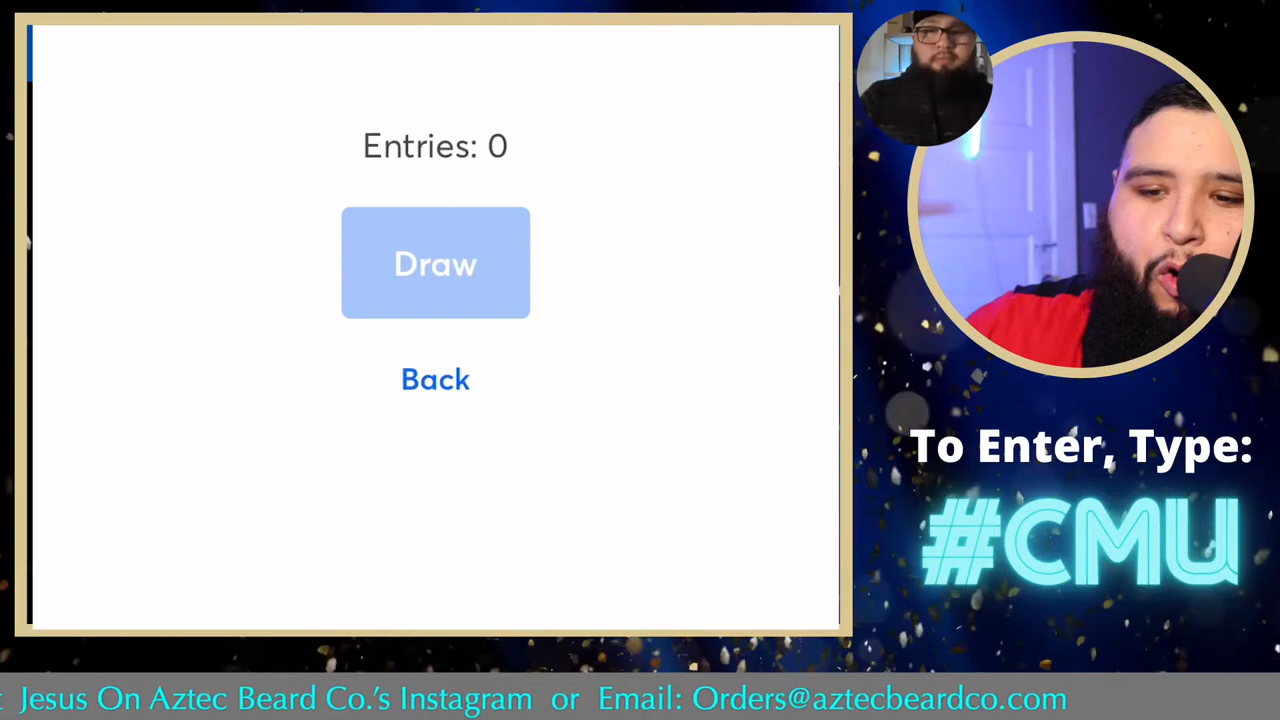 Entries: 0
Draw
Back
To Enter, Type:
#CMU
Jesus On Aztec Beard Co.'s Instagram or Email: Orders@aztecbeardco.com